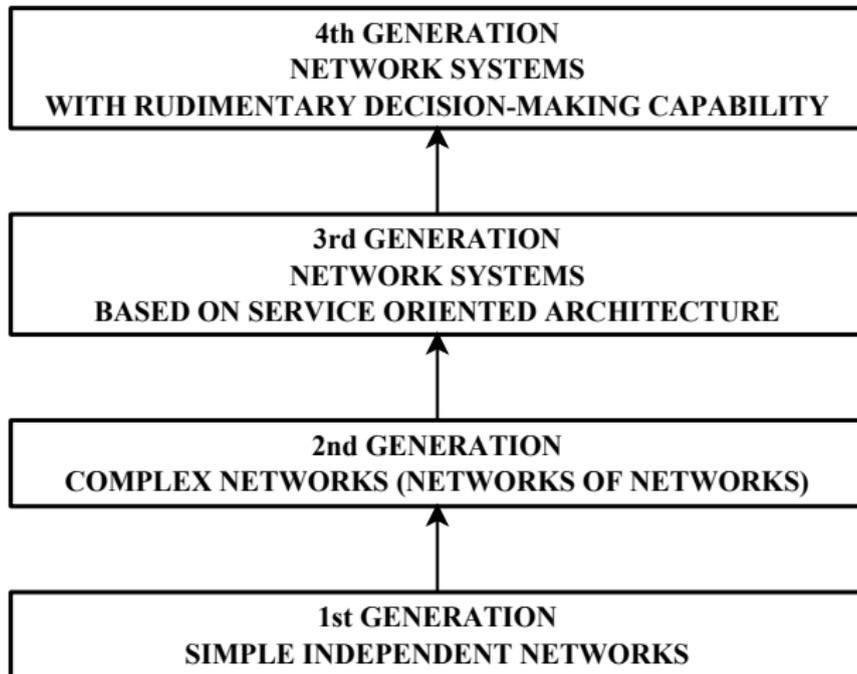 4th GENERATION
NETWORK SYSTEMS
WITH RUDIMENTARY DECISION-MAKING CAPABILITY
3rd GENERATION
NETWORK SYSTEMS
BASED ON SERVICE ORIENTED ARCHITECTURE
2nd GENERATION
COMPLEX NETWORKS (NETWORKS OF NETWORKS)
1st GENERATION
SIMPLE INDEPENDENT NETWORKS